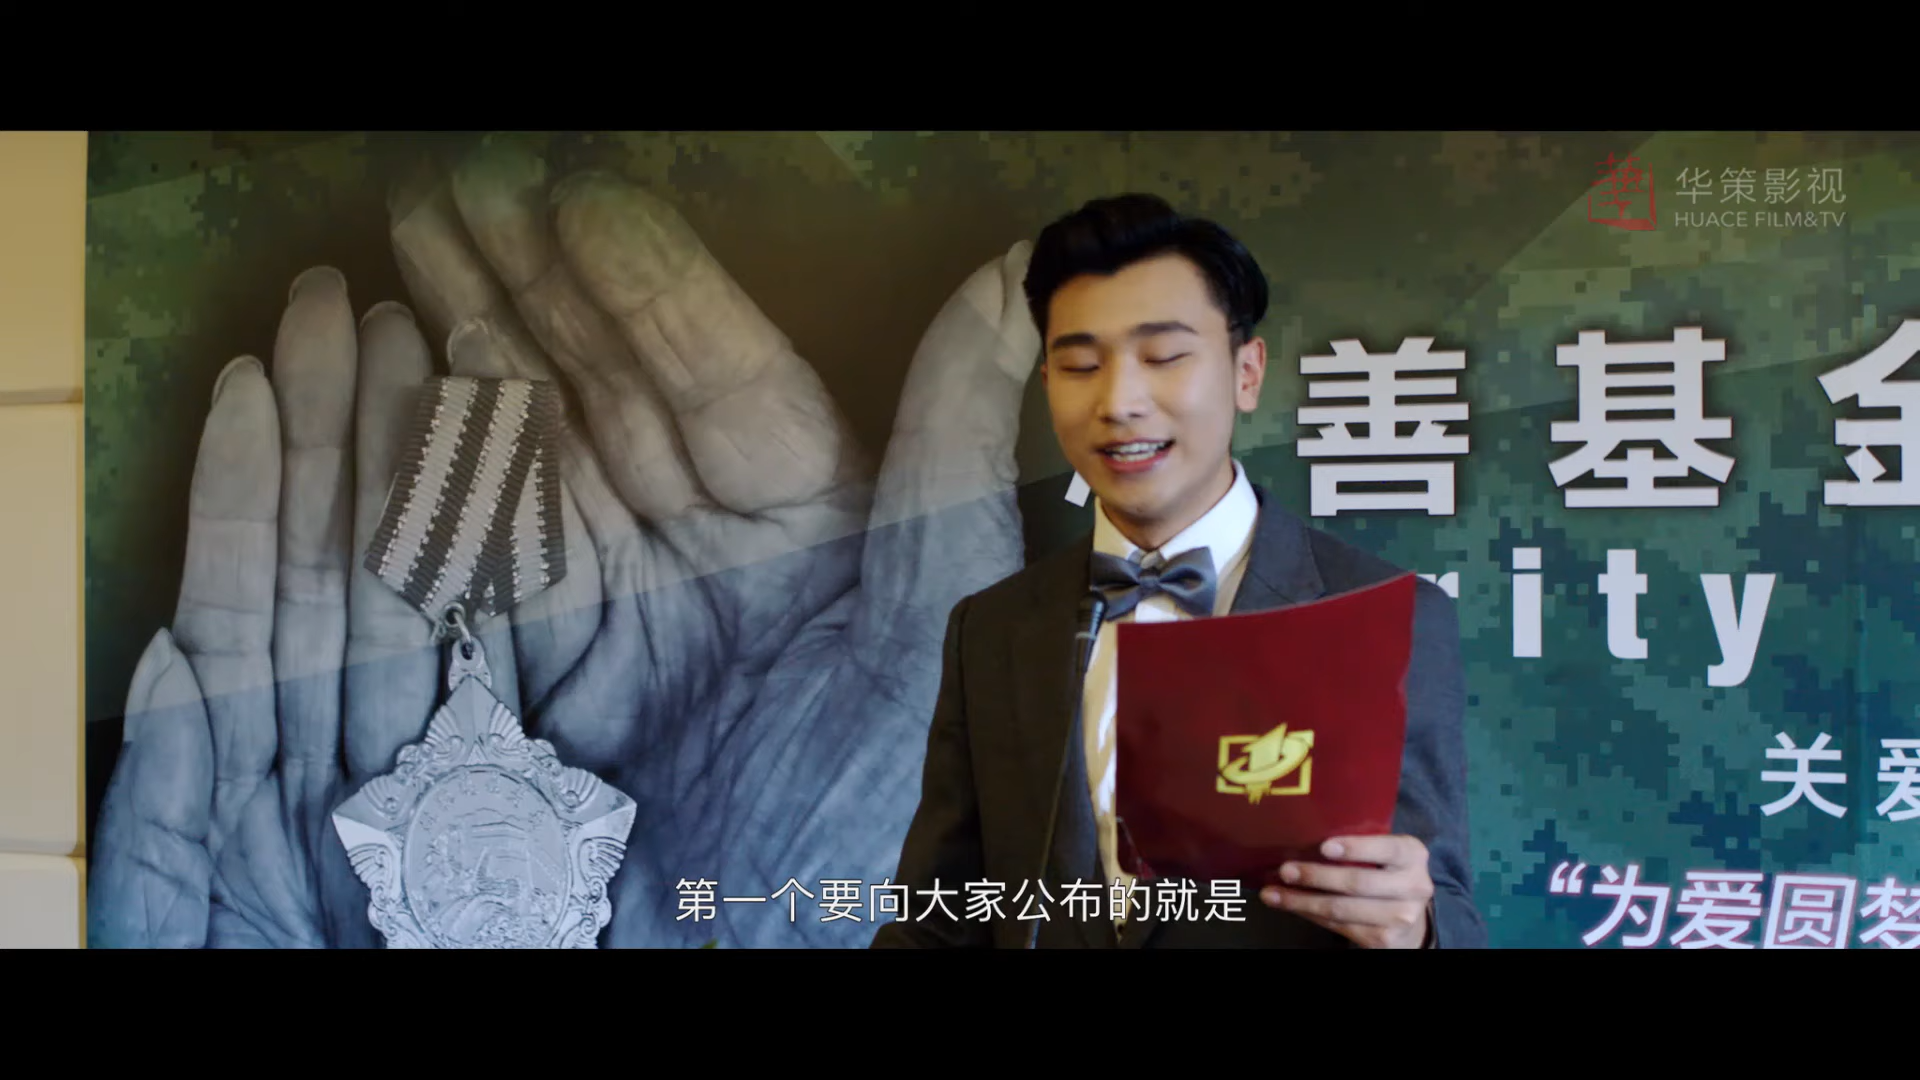 华策影视
HUACE FILM&TV
善基金
rity
关爱
“为爱圆梦
第一个要向大家公布的就是